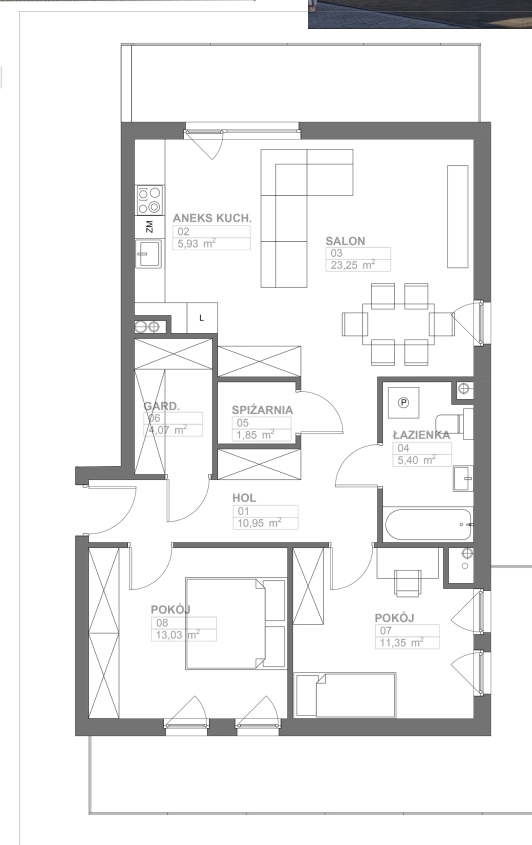 ANEKS KUCH.
02
5,93 m²
ZM
SALON
03
23,25 m²
L
GARD.
06
4,07 m²
SPIŻARNIA
05
1,85 m²
P
ŁAZIENKA
04
5,40 m²
HOL
01
10,95 m²
POKÓJ
08
13,03 m²
POKÓJ
07
11,35 m²